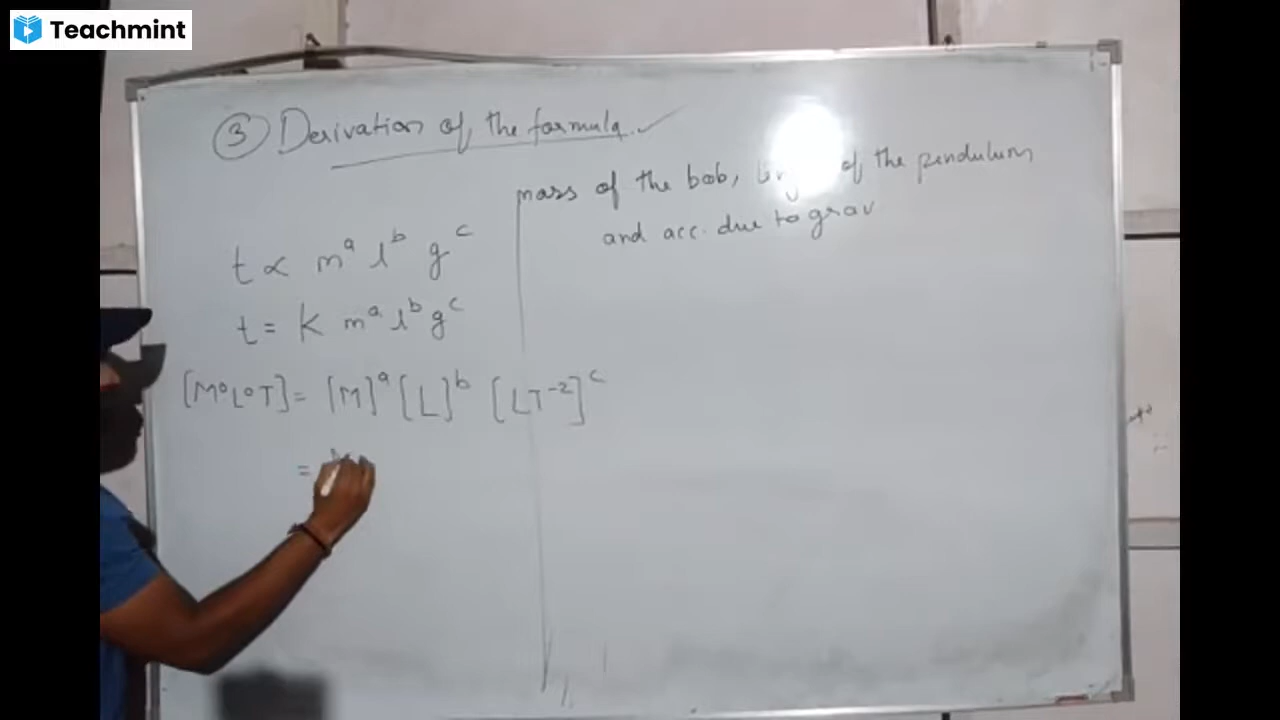 Teachmint
③ Derivation of the formula. ✓
t ∝ mᵃ lᵇ gᶜ
t = K mᵃ lᵇ gᶜ
[M⁰L⁰T] = [M]ᵃ [L]ᵇ [LT⁻²]ᶜ
=
mass of the bob, of the pendulum
and acc. due to grav